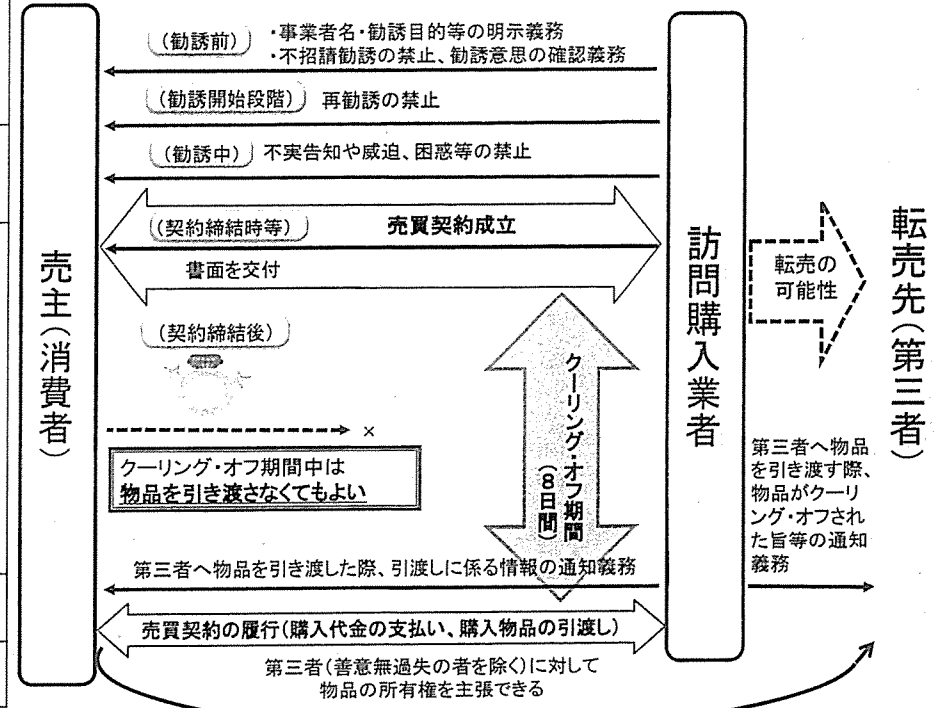 (勧誘前)
・事業者名・勧誘目的等の明示義務
・不招請勧誘の禁止、勧誘意思の確認義務
(勧誘開始段階)
再勧誘の禁止
(勧誘中)
不実告知や威迫、困惑等の禁止
(契約締結時等)
売買契約成立
書面を交付
(契約締結後)
×
クーリング・オフ期間中は
物品を引き渡さなくてもよい
クーリング・オフ期間
(8日間)
第三者へ物品を引き渡した際、引渡しに係る情報の通知義務
売買契約の履行(購入代金の支払い、購入物品の引渡し)
第三者(善意無過失の者を除く)に対して
物品の所有権を主張できる
売主(消費者)
訪問購入業者
転売の
可能性
転売先(第三者)
第三者へ物品
を引き渡す際、
物品がクーリ
ング・オフされ
た旨等の通知
義務